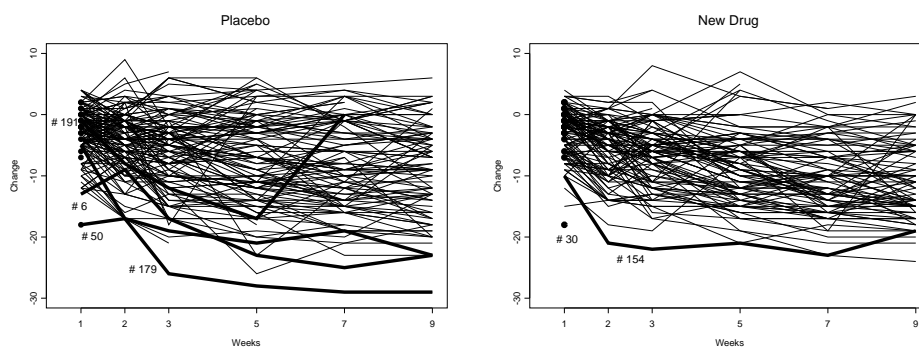 Placebo
New Drug
10
0
-10
-20
-30
Change
# 191
# 6
# 50
# 179
1 2 3 5 7 9
Weeks
10
0
-10
-20
-30
Change
# 30
# 154
1 2 3 5 7 9
Weeks